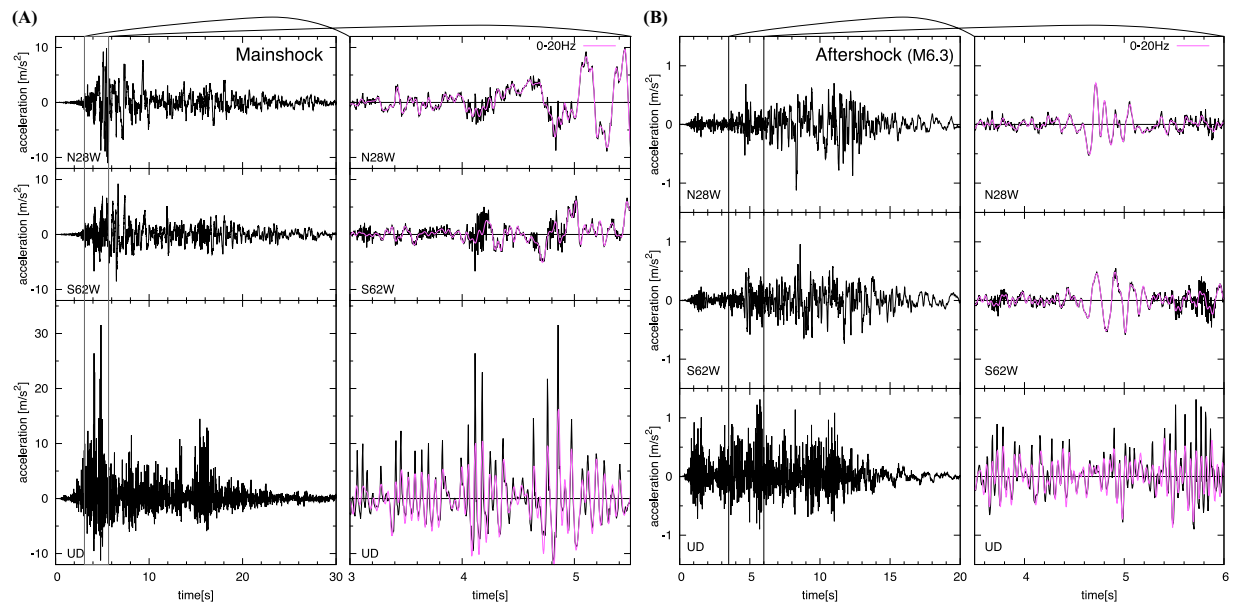 (A)
Mainshock
0-20Hz
acceleration [m/s²]
10
0
-10
N28W
N28W
acceleration [m/s²]
10
0
-10
S62W
S62W
acceleration [m/s²]
30
20
10
0
-10
UD
UD
0 10 20 30
3 4 5
time[s]
time[s]
(B)
Aftershock (M6.3)
0-20Hz
acceleration [m/s²]
1
0
-1
N28W
N28W
acceleration [m/s²]
1
0
-1
S62W
S62W
acceleration [m/s²]
1
0
-1
UD
UD
0 5 10 15 20
4 5 6
time[s]
time[s]